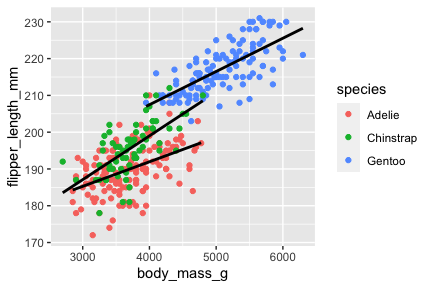 230
220
210
200
190
180
170
flipper_length_mm
3000 4000 5000 6000
body_mass_g
species
Adelie
Chinstrap
Gentoo